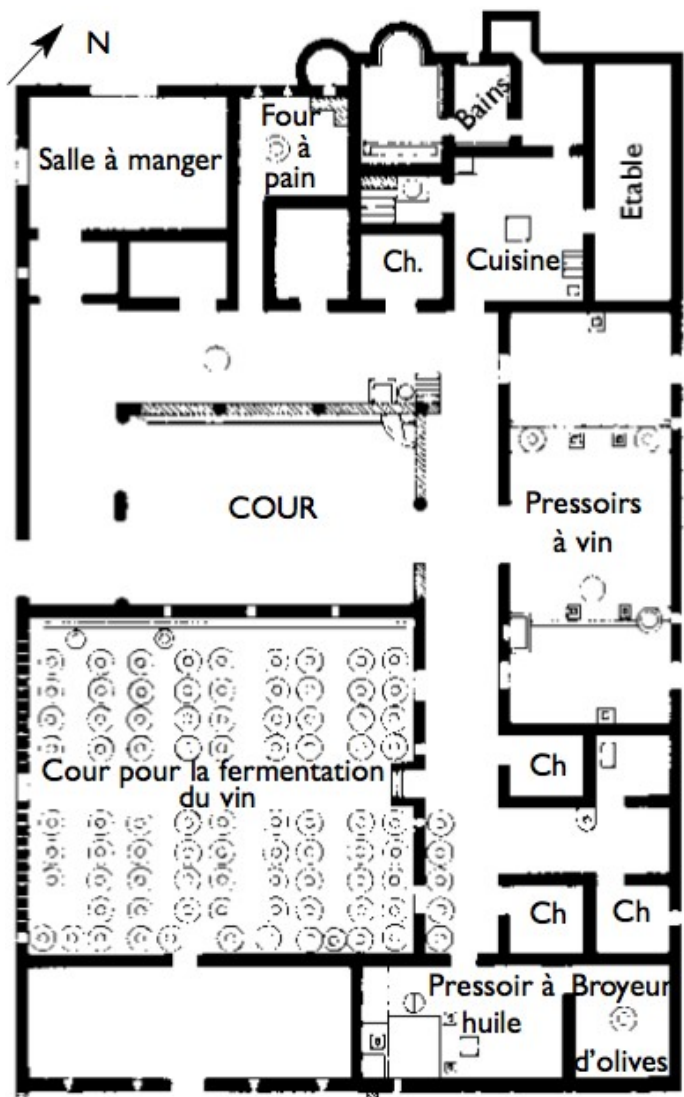 N
Salle à manger
Four
à
pain
Bains
Etable
Ch.
Cuisine
COUR
Pressoirs
à vin
Cour pour la fermentation
du vin
Ch
Ch
Ch
Pressoir à
huile
Broyeur
d'olives